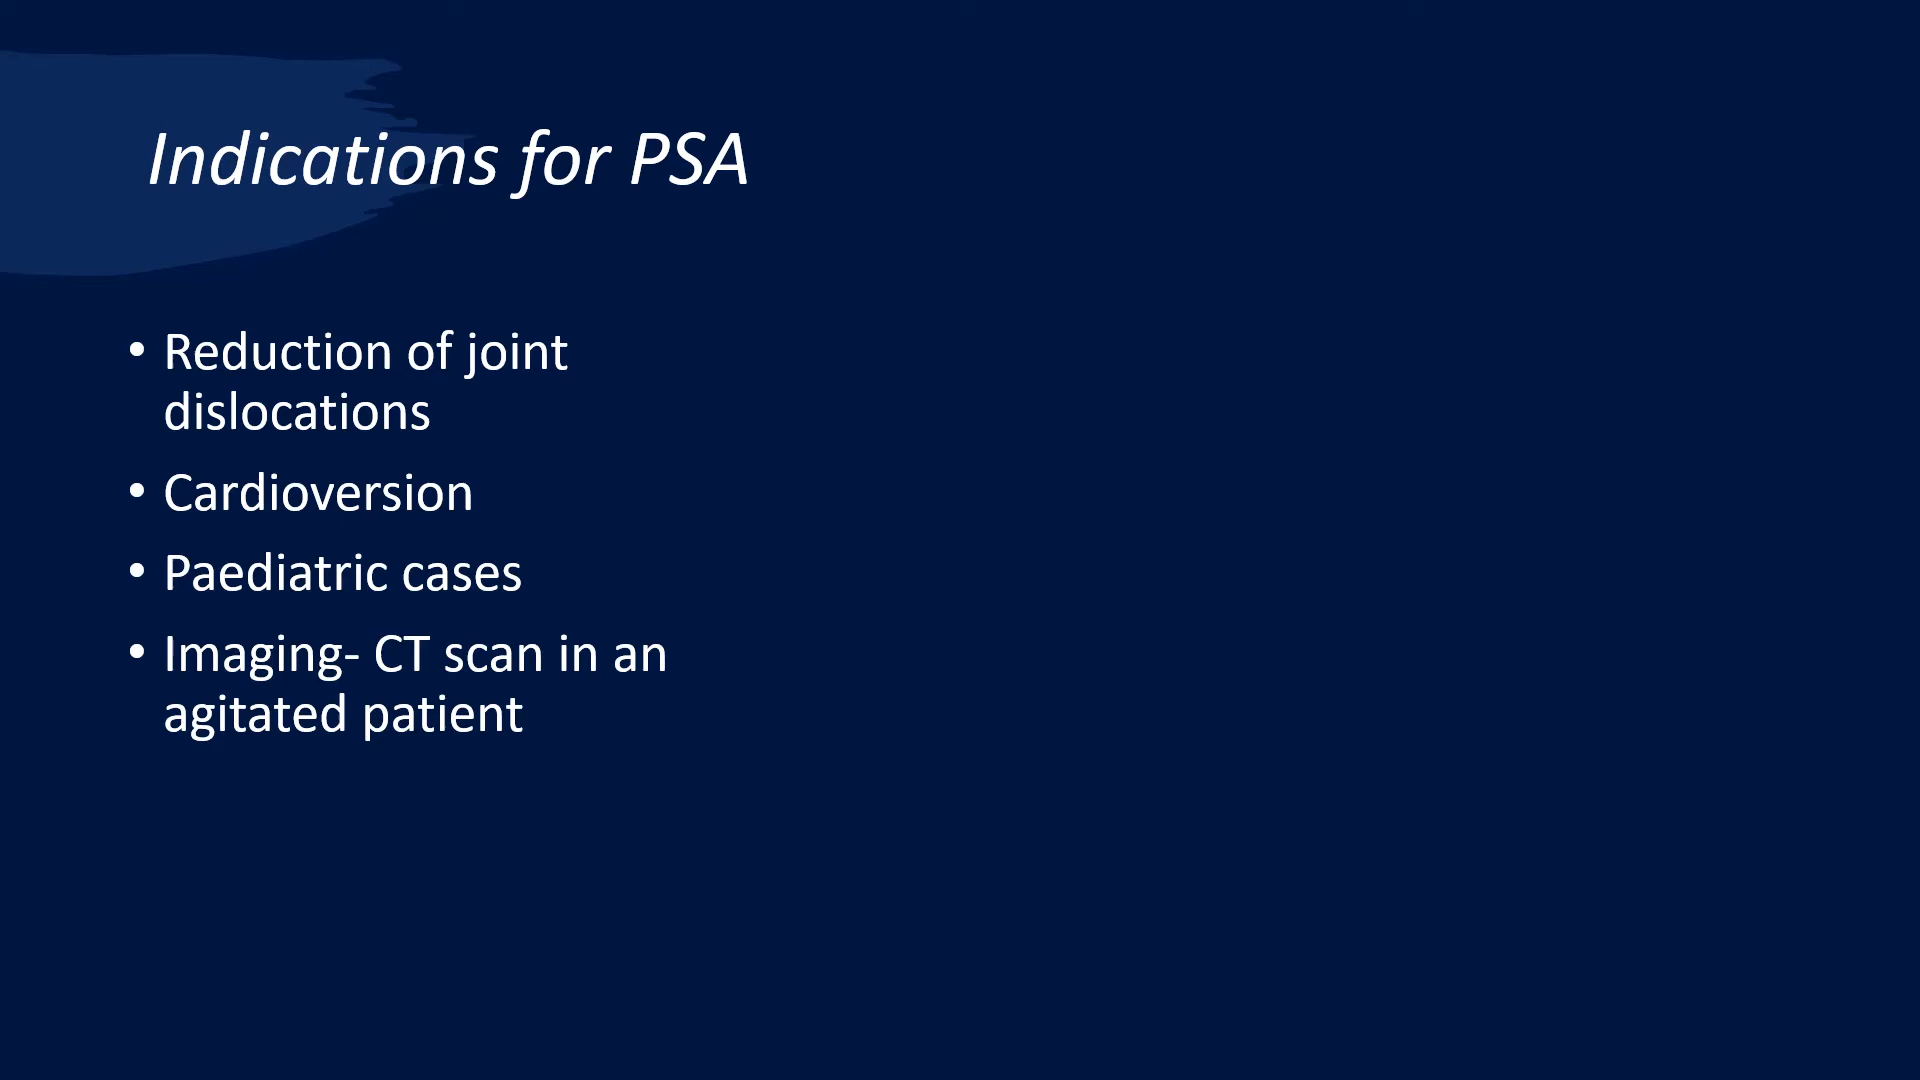 Indications for PSA
• Reduction of joint
dislocations
• Cardioversion
• Paediatric cases
• Imaging- CT scan in an
agitated patient